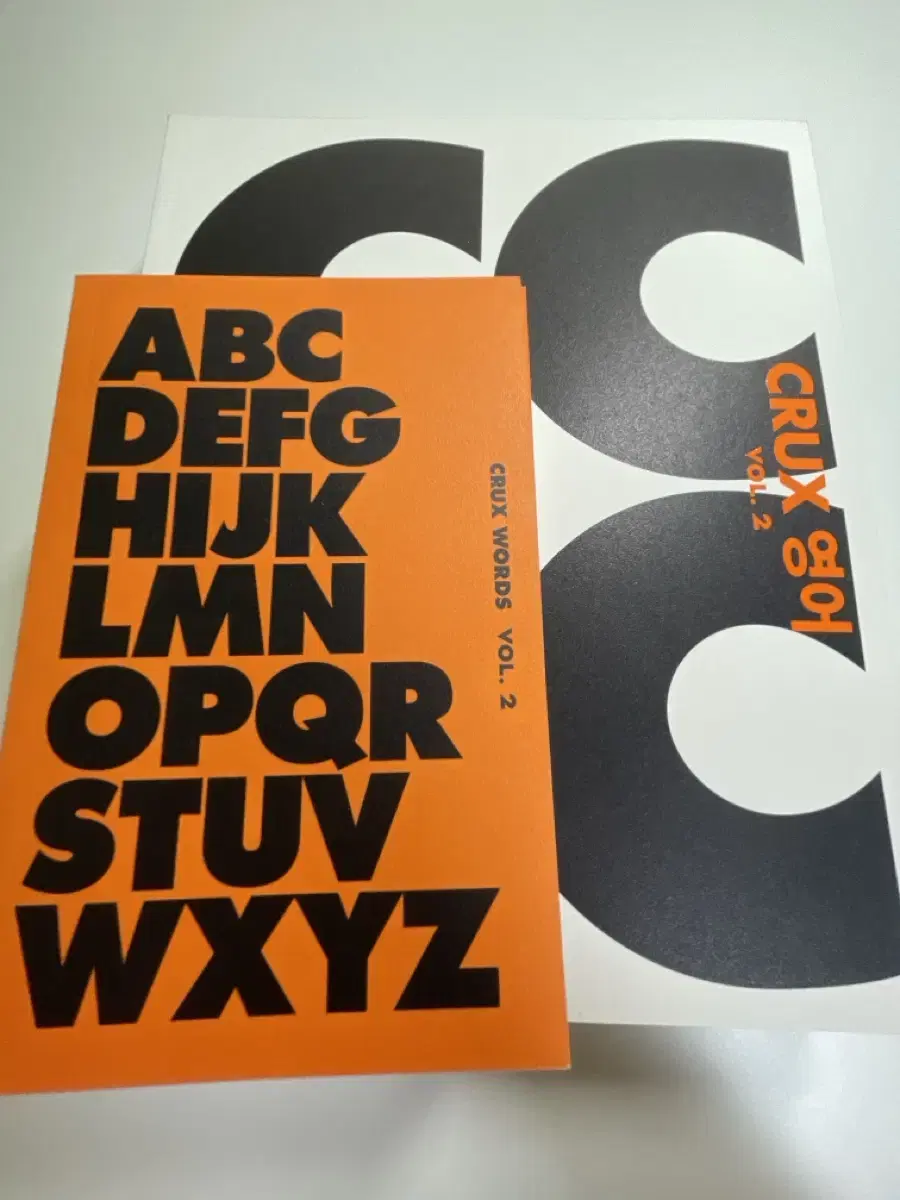 ABC
DEFG
HIJK
LMN
OPQR
STUV
WXYZ
CRUX WORDS VOL. 2
C C
C
CRUX 영어
VOL. 2